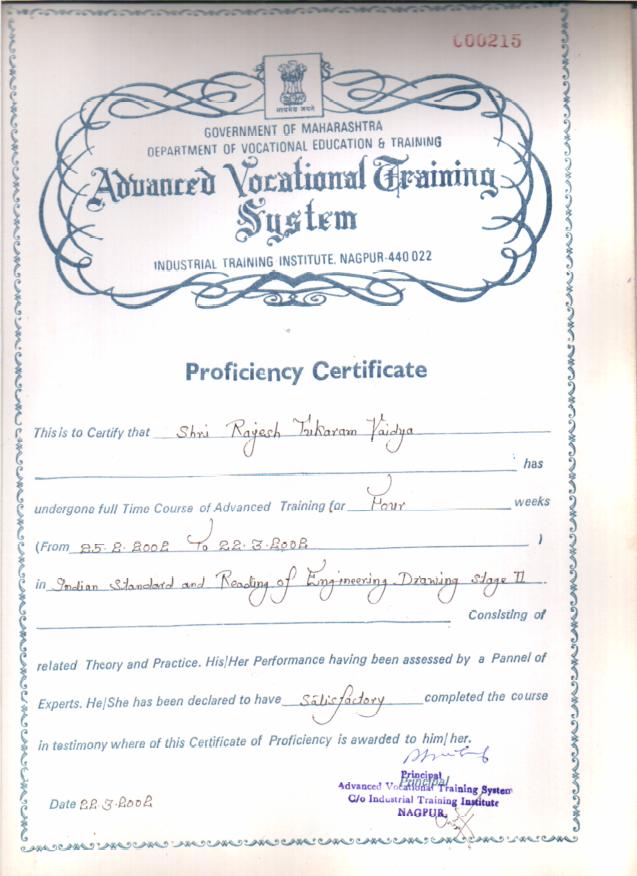 000215
सत्यमेव जयते
GOVERNMENT OF MAHARASHTRA
DEPARTMENT OF VOCATIONAL EDUCATION & TRAINING
Advanced Vocational Training
System
INDUSTRIAL TRAINING INSTITUTE. NAGPUR-440 022
Proficiency Certificate
This is to Certify that Shri Rajesh Tukaram Vaidya
has
undergone full Time Course of Advanced Training for Four weeks
(From 25.2.2002 To 22.3.2002 )
in Indian Standard and Reading of Engineering Drawing Stage II
Consisting of
related Theory and Practice. His/Her Performance having been assessed by a Pannel of
Experts. He/She has been declared to have Satisfactory completed the course
in testimony where of this Certificate of Proficiency is awarded to him/her.
Principal
Principal
Advanced Vocational Training System
C/o Industrial Training Institute
NAGPUR.
Date 22.3.2002